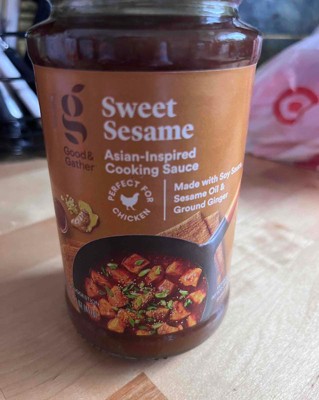 g
Good &
Gather
Sweet
Sesame
Asian-Inspired
Cooking Sauce
PERFECT FOR
CHICKEN
Made with Soy Sauce,
Sesame Oil &
Ground Ginger